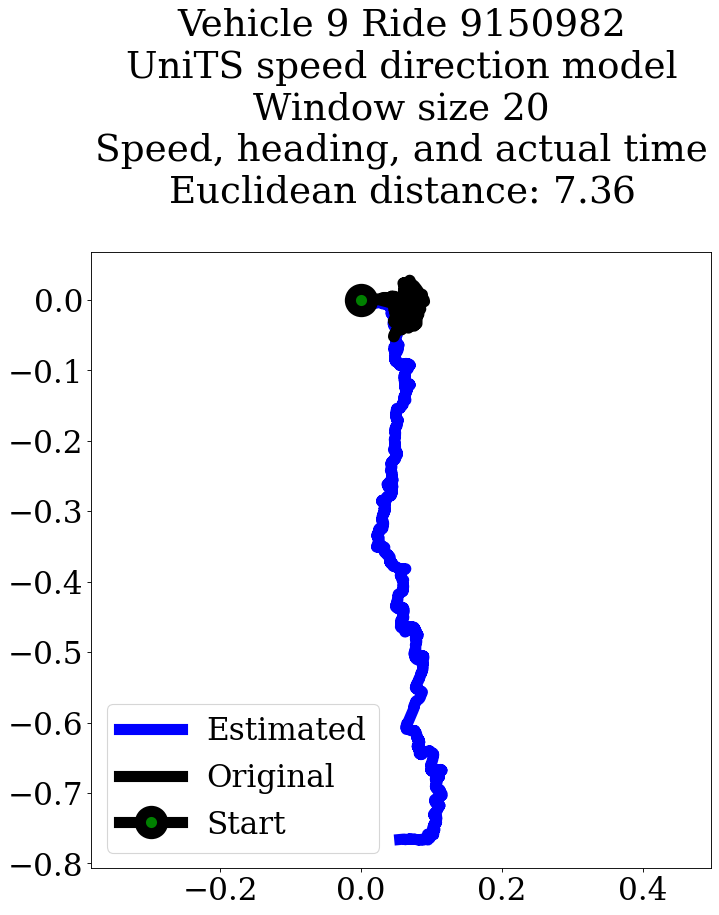 Vehicle 9 Ride 9150982
UniTS speed direction model
Window size 20
Speed, heading, and actual time
Euclidean distance: 7.36
0.0
−0.1
−0.2
−0.3
−0.4
−0.5
−0.6
−0.7
−0.8
Estimated
Original
Start
−0.2
0.0
0.2
0.4